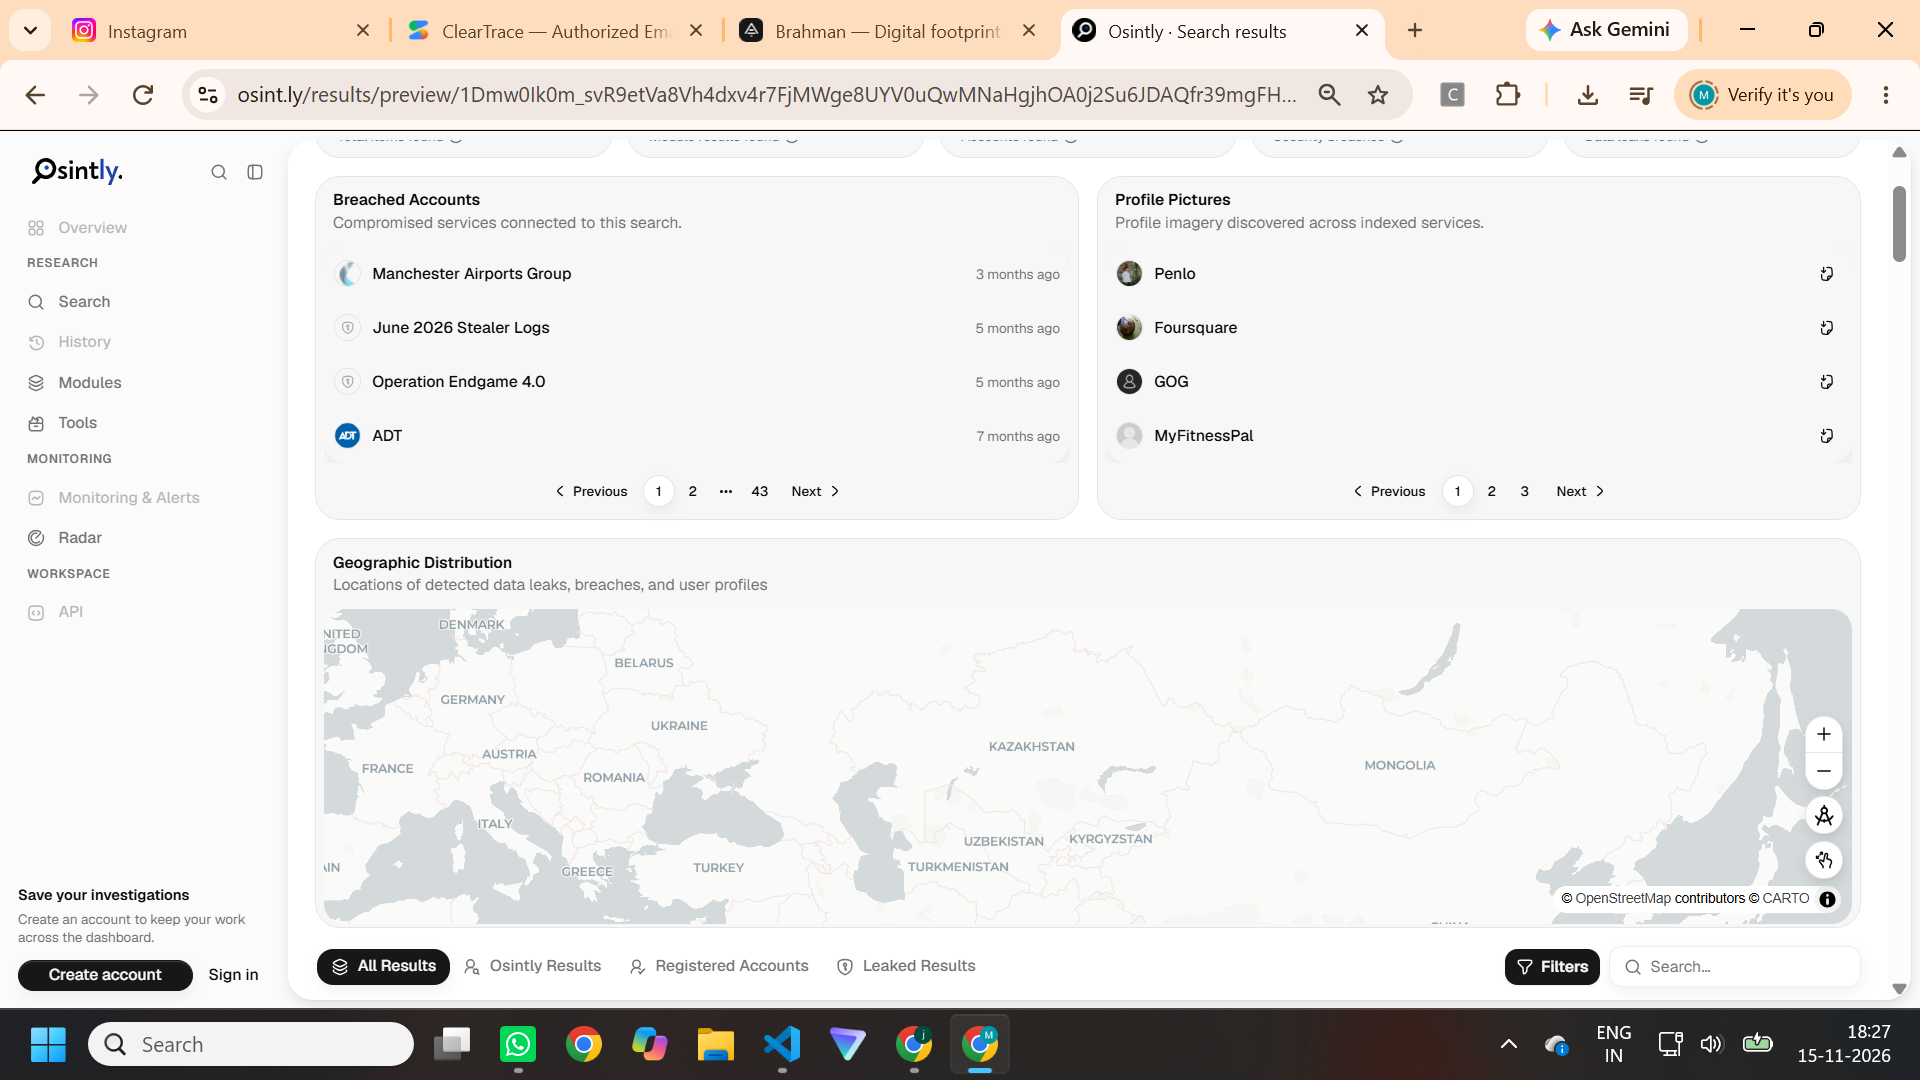 Instagram
ClearTrace — Authorized Em
Brahman — Digital footprint
Osintly · Search results
Ask Gemini
osint.ly/results/preview/1Dmw0Ik0m_svR9etVa8Vh4dxv4r7FjMWge8UYV0uQwMNaHgjhOA0j2Su6JDAQfr39mgFH...
C
M
Verify it's you
Osintly.
Overview
RESEARCH
Search
History
Modules
Tools
MONITORING
Monitoring & Alerts
Radar
WORKSPACE
API
Save your investigations
Create an account to keep your work
across the dashboard.
Create account
Sign in
Breached Accounts
Compromised services connected to this search.
Manchester Airports Group
3 months ago
June 2026 Stealer Logs
5 months ago
Operation Endgame 4.0
5 months ago
ADT
ADT
7 months ago
Previous
1
2
•••
43
Next
Profile Pictures
Profile imagery discovered across indexed services.
Penlo
Foursquare
GOG
MyFitnessPal
Previous
1
2
3
Next
Geographic Distribution
Locations of detected data leaks, breaches, and user profiles
DENMARK
NITED
GDOM
BELARUS
GERMANY
UKRAINE
KAZAKHSTAN
AUSTRIA
MONGOLIA
FRANCE
ROMANIA
ITALY
UZBEKISTAN
KYRGYZSTAN
AIN
GREECE
TURKEY
TURKMENISTAN
© OpenStreetMap contributors © CARTO
All Results
Osintly Results
Registered Accounts
Leaked Results
Filters
Search...
Search
J
M
ENG
IN
18:27
15-11-2026